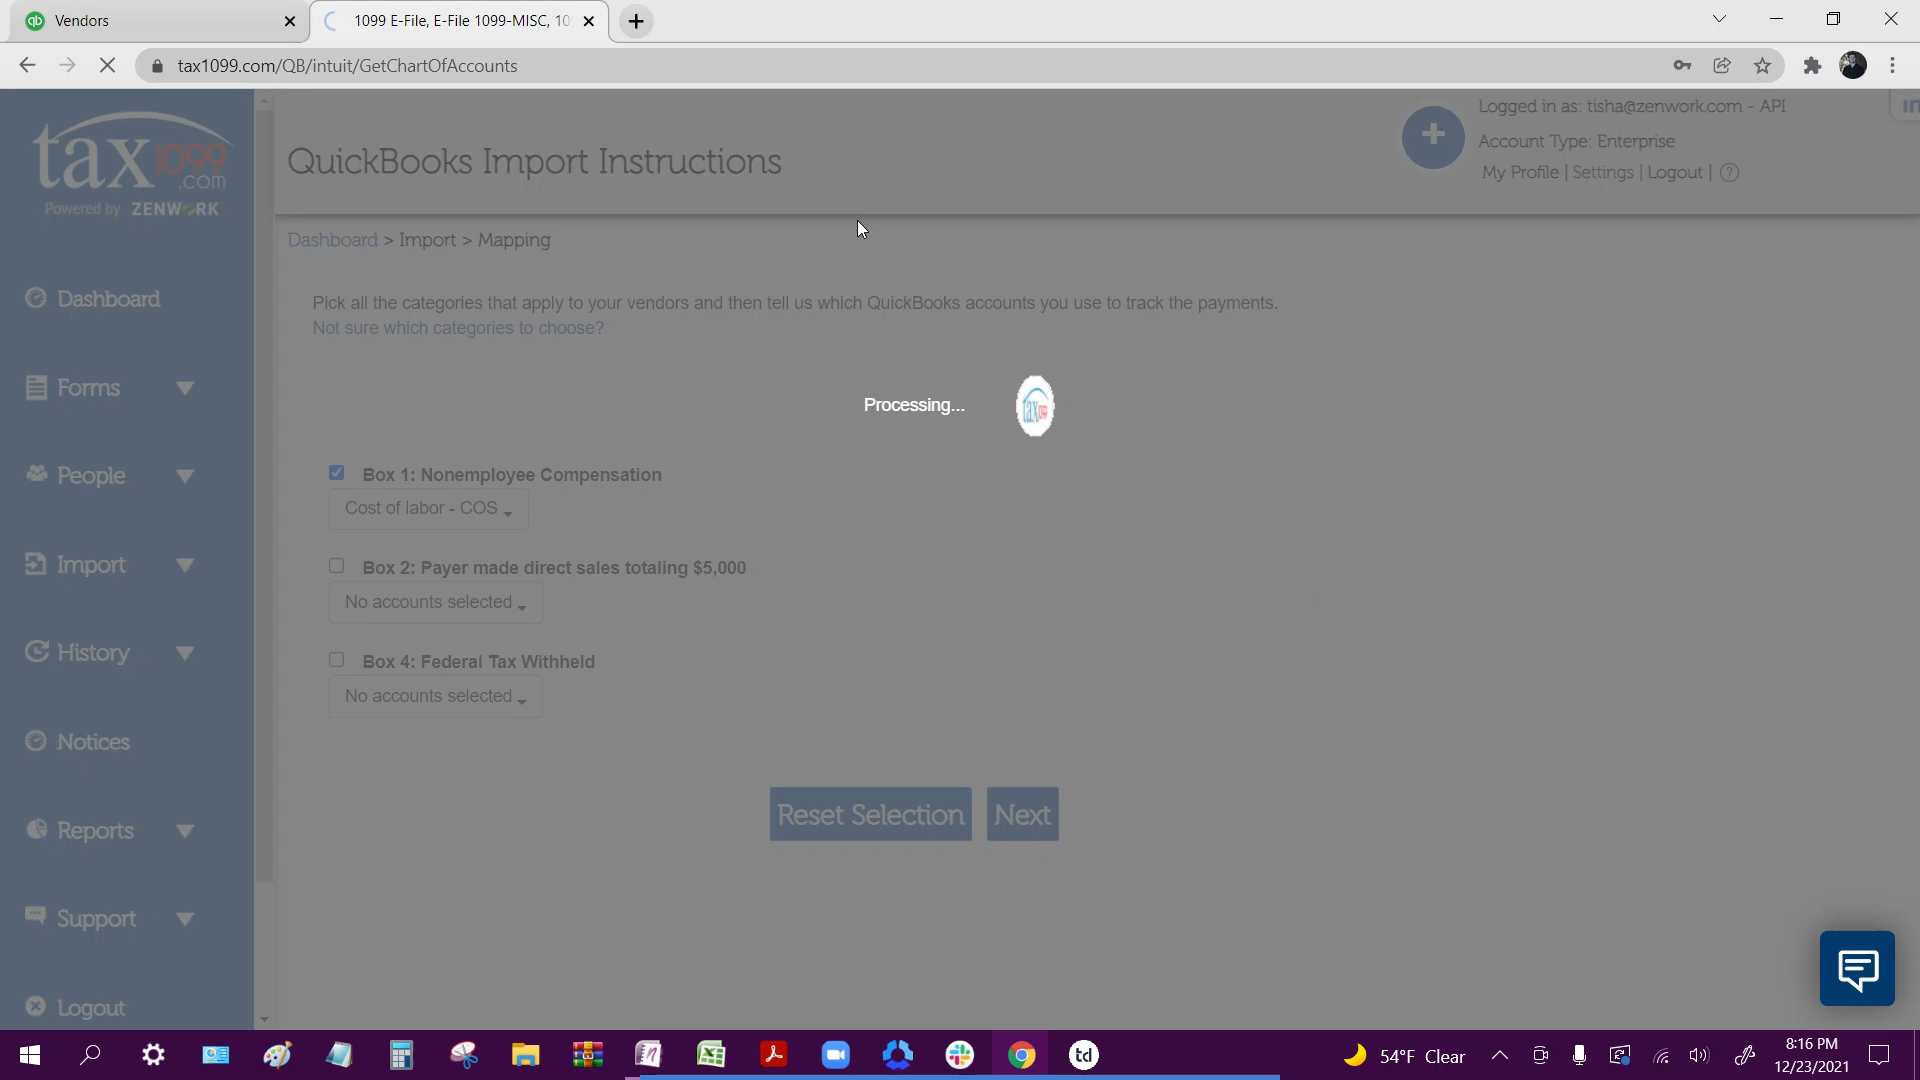 Vendors
1099 E-File, E-File 1099-MISC, 10
tax1099.com/QB/intuit/GetChartOfAccounts
tax1099
.com
Powered by ZENWORK
QuickBooks Import Instructions
Logged in as: tisha@zenwork.com - API
in
Account Type: Enterprise
My Profile | Settings | Logout | ?
Dashboard > Import > Mapping
Dashboard
Forms
People
Import
History
Notices
Reports
Support
Logout
Pick all the categories that apply to your vendors and then tell us which QuickBooks accounts you use to track the payments.
Not sure which categories to choose?
Processing...
tax1099
Box 1: Nonemployee Compensation
Cost of labor - COS
Box 2: Payer made direct sales totaling $5,000
No accounts selected
Box 4: Federal Tax Withheld
No accounts selected
Reset Selection
Next
td
54°F Clear
8:16 PM
12/23/2021